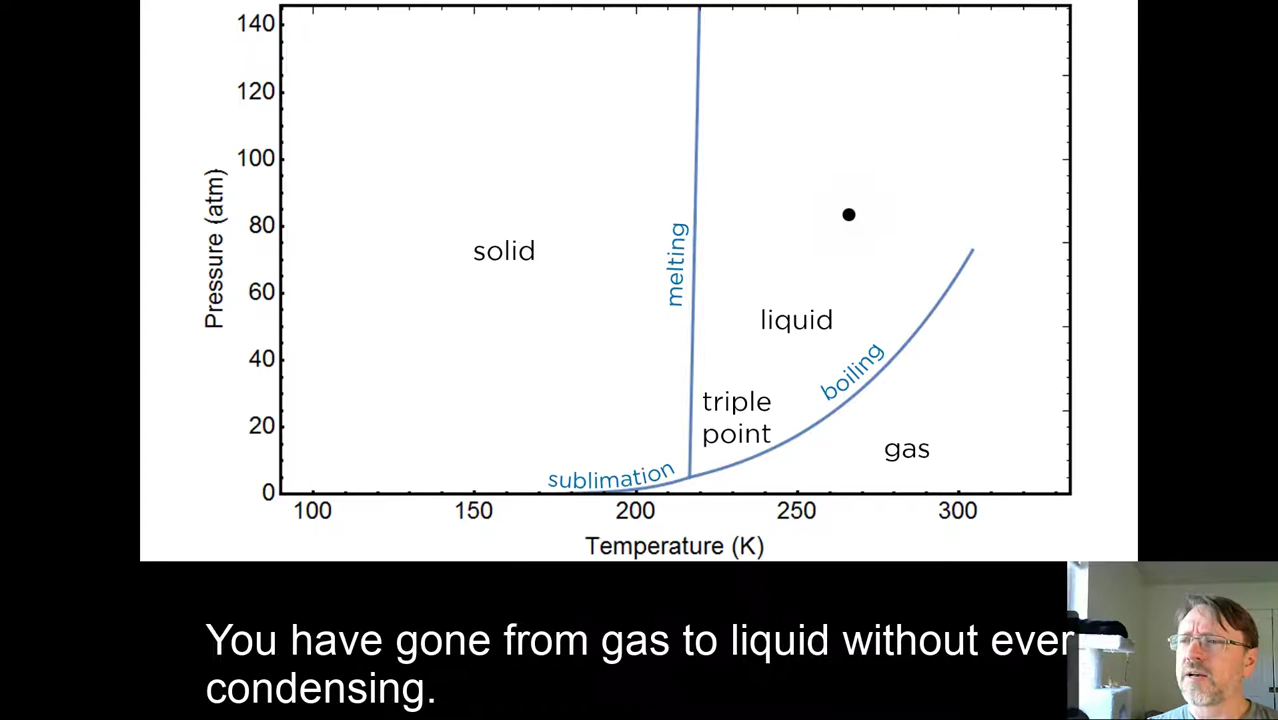 140
120
100
80
60
40
20
0
Pressure (atm)
solid
melting
liquid
boiling
triple
point
gas
sublimation
100 150 200 250 300
Temperature (K)
You have gone from gas to liquid without ever
condensing.